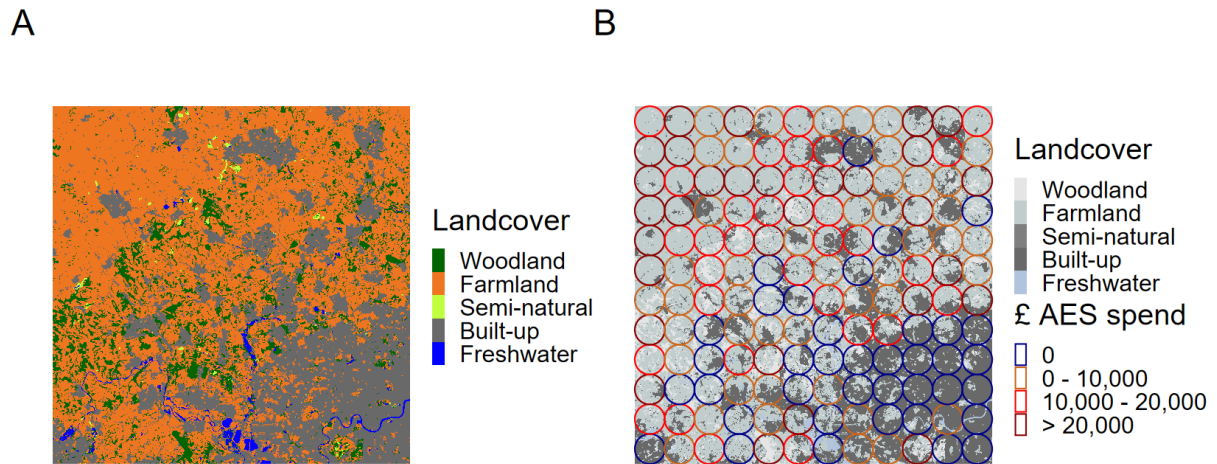 A
Landcover
Woodland
Farmland
Semi-natural
Built-up
Freshwater
B
Landcover
Woodland
Farmland
Semi-natural
Built-up
Freshwater
£ AES spend
0
0 - 10,000
10,000 - 20,000
> 20,000